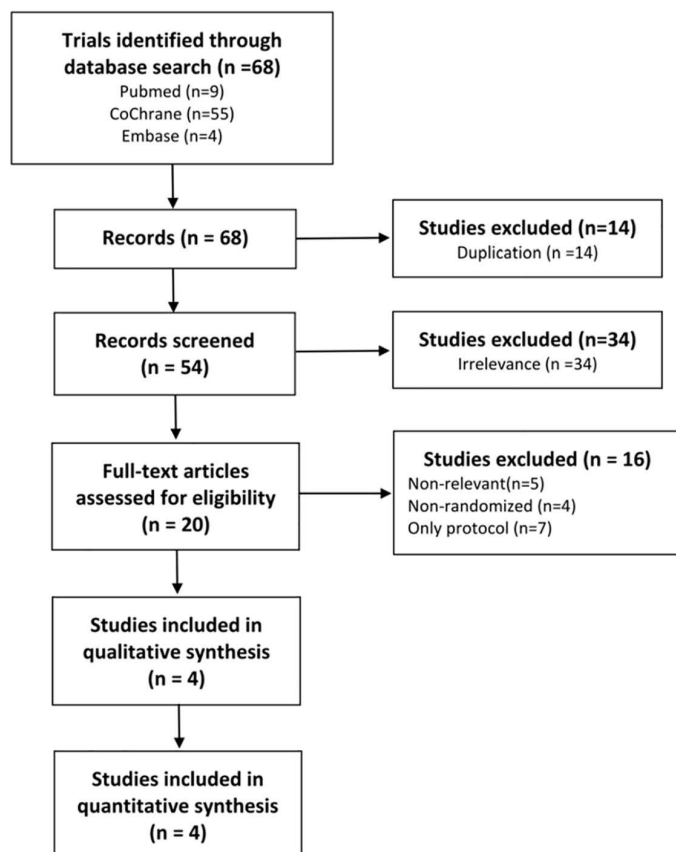 Trials identified through
database search (n =68)
Pubmed (n=9)
CoChrane (n=55)
Embase (n=4)
Records (n = 68)
Studies excluded (n=14)
Duplication (n =14)
Records screened
(n = 54)
Studies excluded (n=34)
Irrelevance (n =34)
Full-text articles
assessed for eligibility
(n = 20)
Studies excluded (n = 16)
Non-relevant(n=5)
Non-randomized (n=4)
Only protocol (n=7)
Studies included in
qualitative synthesis
(n = 4)
Studies included in
quantitative synthesis
(n = 4)